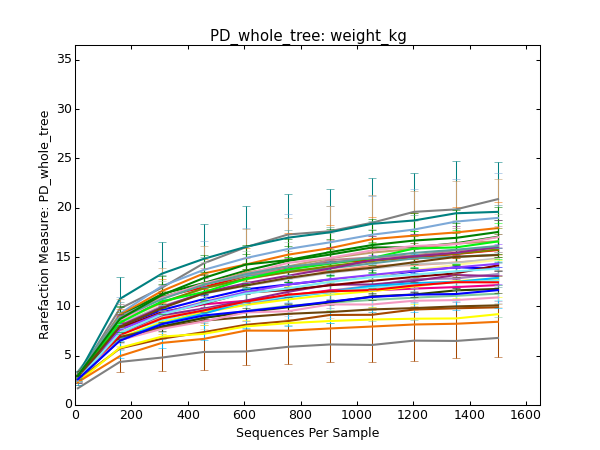 PD_whole_tree: weight_kg
35
30
25
20
15
10
5
0
Rarefaction Measure: PD_whole_tree
0 200 400 600 800 1000 1200 1400 1600
Sequences Per Sample